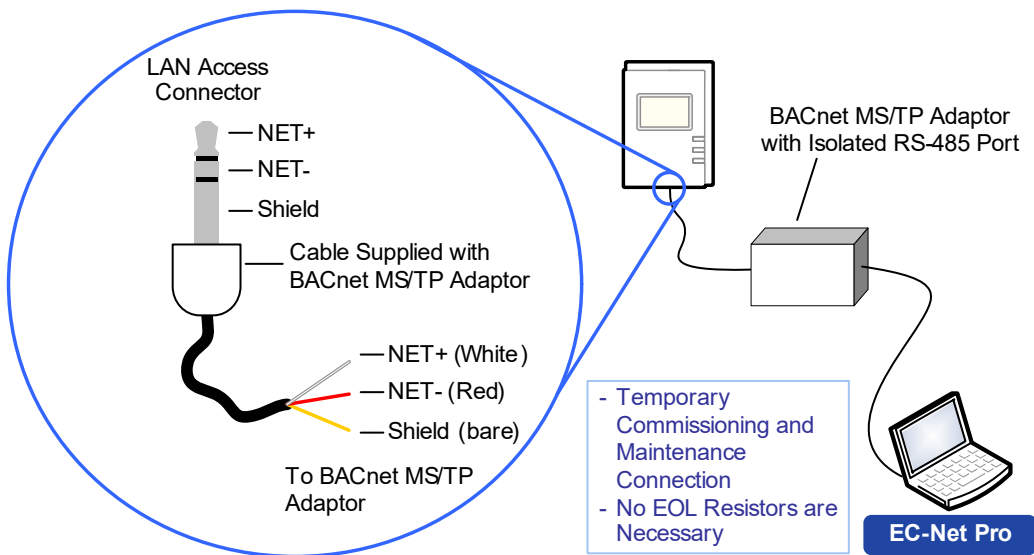 LAN Access
Connector
NET+
NET-
Shield
Cable Supplied with
BACnet MS/TP Adaptor
NET+ (White)
NET- (Red)
Shield (bare)
To BACnet MS/TP
Adaptor
BACnet MS/TP Adaptor
with Isolated RS-485 Port
- Temporary
Commissioning and
Maintenance
Connection
- No EOL Resistors are
Necessary
EC-Net Pro